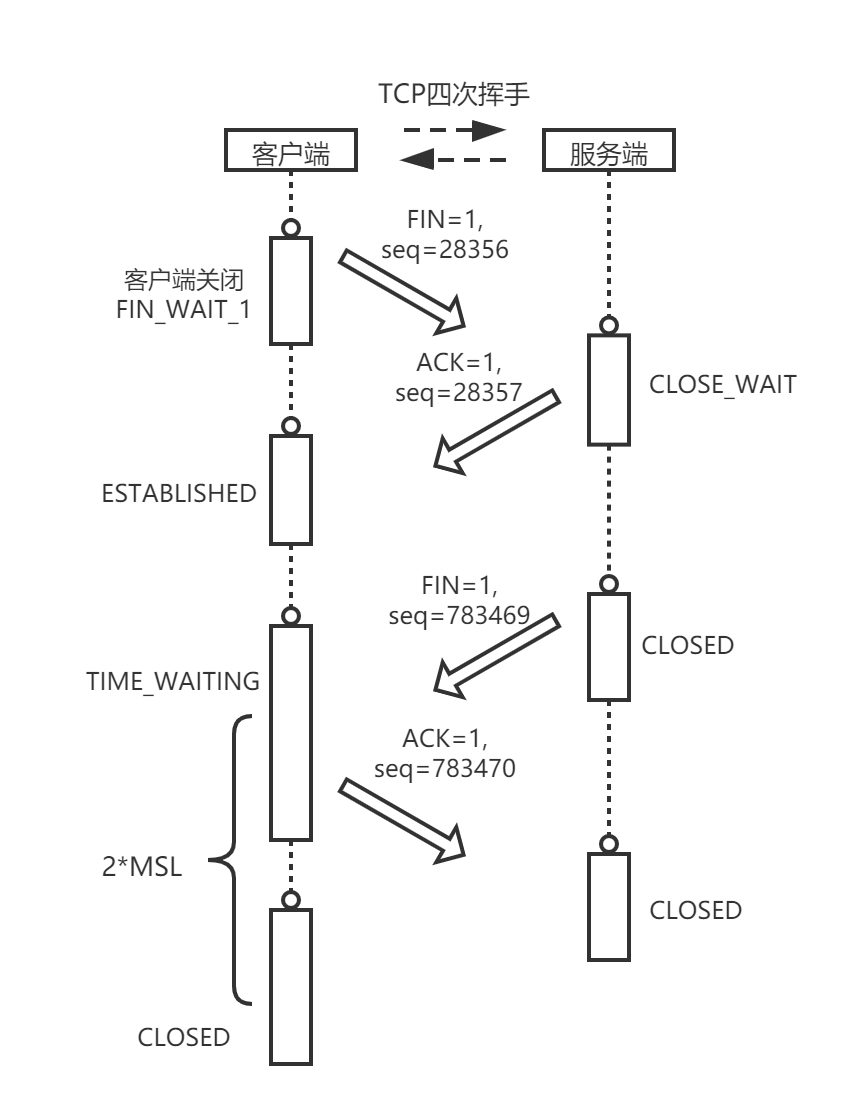 TCP四次挥手
客户端
服务端
FIN=1,
seq=28356
客户端关闭
FIN_WAIT_1
ACK=1,
seq=28357
CLOSE_WAIT
ESTABLISHED
FIN=1,
seq=783469
CLOSED
TIME_WAITING
ACK=1,
seq=783470
2*MSL
CLOSED
CLOSED